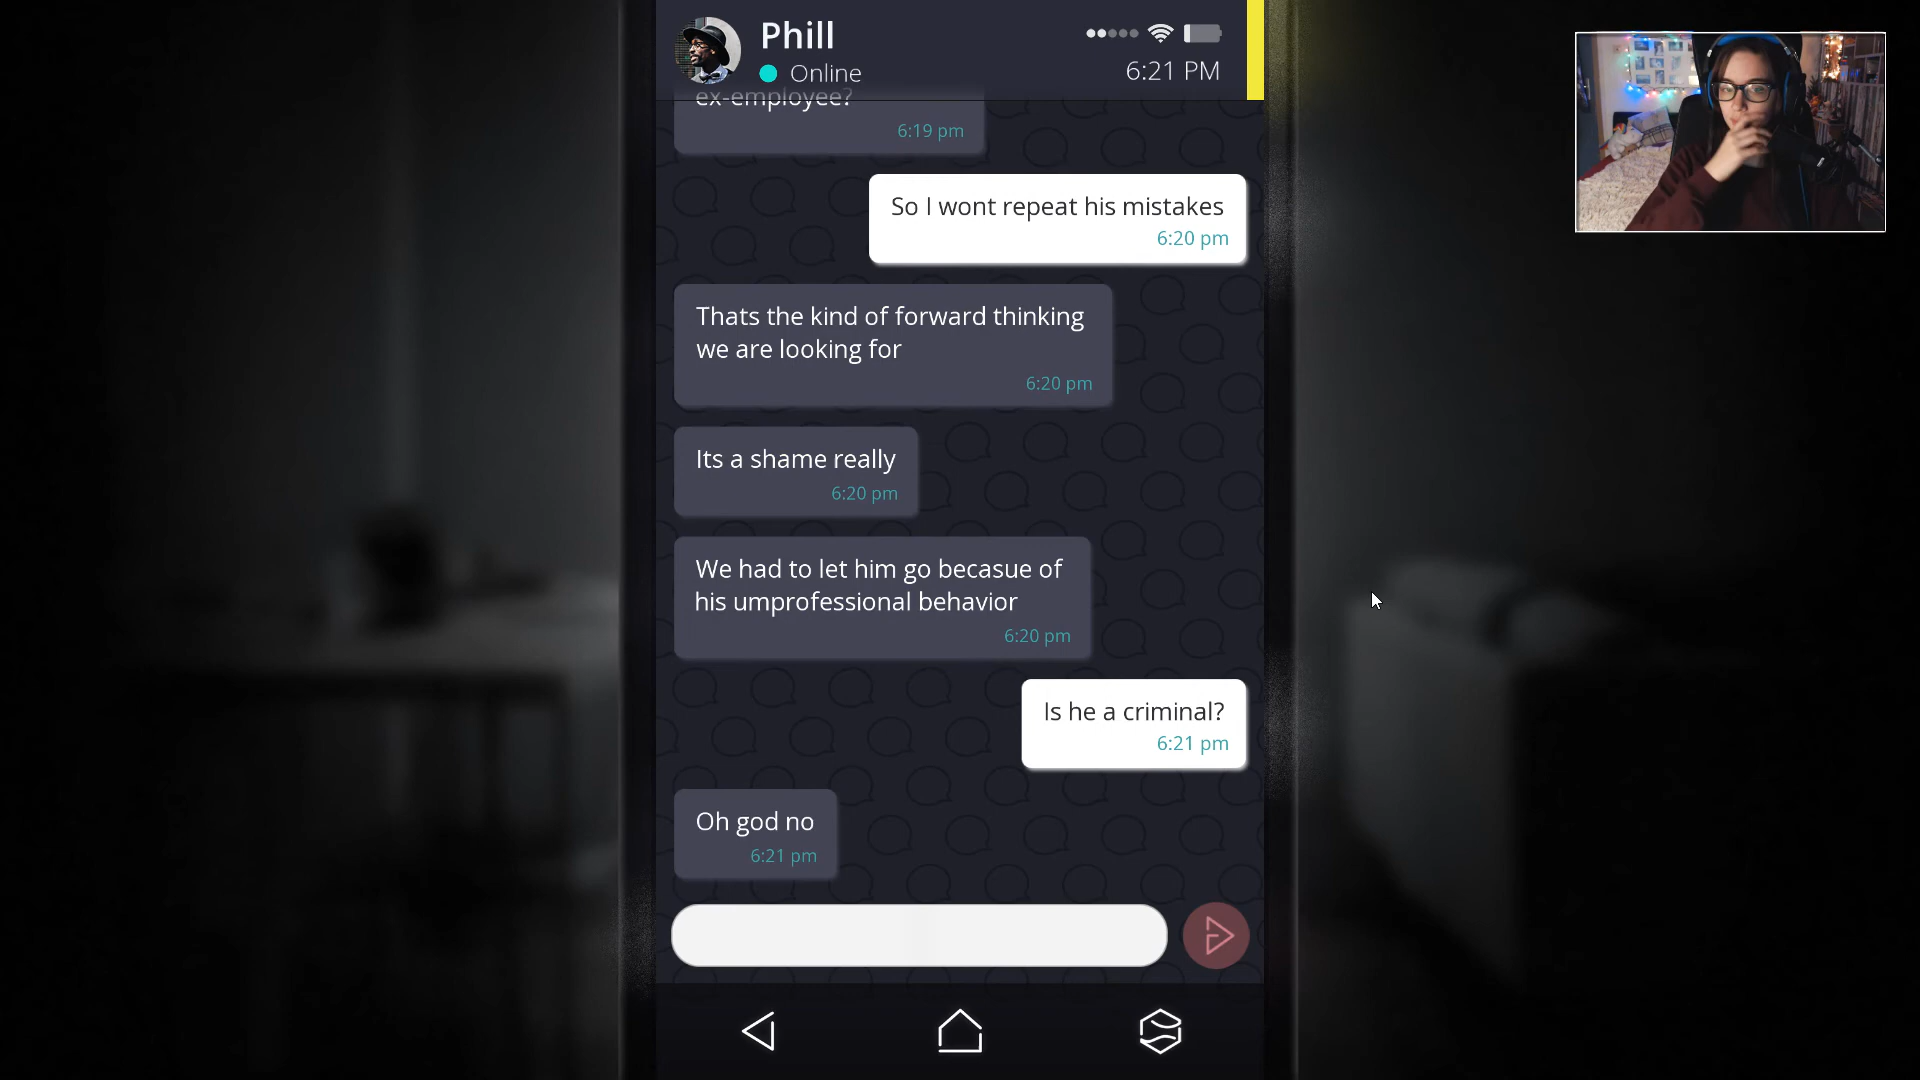 Phill
Online
6:21 PM
ex-employee?
6:19 pm
So I wont repeat his mistakes
6:20 pm
Thats the kind of forward thinking
we are looking for
6:20 pm
Its a shame really
6:20 pm
We had to let him go becasue of
his umprofessional behavior
6:20 pm
Is he a criminal?
6:21 pm
Oh god no
6:21 pm